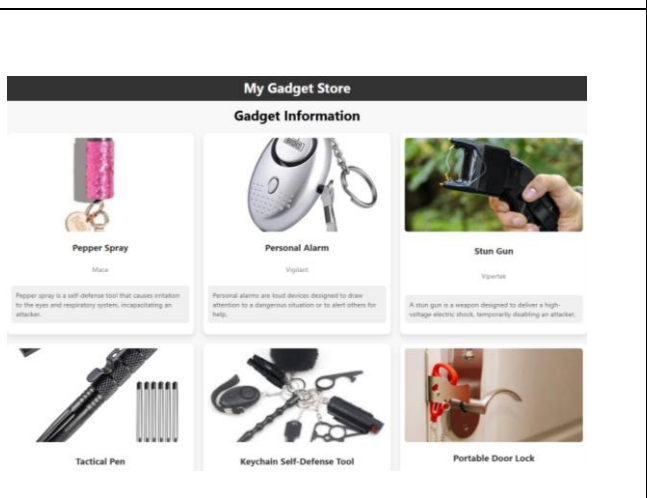 My Gadget Store
Gadget Information
Pepper Spray
Mace
Pepper spray is a self-defense tool that causes irritation
to the eyes and respiratory system, incapacitating an
attacker.
Personal Alarm
Vigilant
Personal alarms are loud devices designed to draw
attention to a dangerous situation or to alert others for
help.
Stun Gun
Vipertek
A stun gun is a weapon designed to deliver a high-
voltage electric shock, temporarily disabling an attacker.
Tactical Pen
Keychain Self-Defense Tool
Portable Door Lock